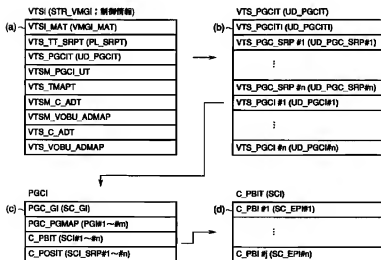 VTSI (STR_VMGI : 制御情報)
(a)
VTSI_MAT (VMGI_MAT)
VTS_TT_SRPT (PL_SRPT)
VTS_PGCIT (UD_PGCIT)
VTSM_PGCI_UT
VTS_TMAPT
VTSM_C_ADT
VTSM_VOBU_ADMAP
VTS_C_ADT
VTS_VOBU_ADMAP
VTS_PGCIT (UD_PGCIT)
(b)
VTS_PGCITI (UD_PGCITI)
VTS_PGC_SRP #1 (UD_PGC_SRP#1)
⋮
VTS_PGC_SRP #n (UD_PGC_SRP#n)
VTS_PGCI #1 (UD_PGCI#1)
⋮
VTS_PGCI #n (UD_PGCI#n)
PGCI
(c)
PGC_GI (SC_GI)
PGC_PGMAP (PGI#1~#m)
C_PBIT (SCI#1~#n)
C_POSIT (SCI_SRP#1~#n)
C_PBIT (SCI)
(d)
C_PBI #1 (SC_EPI#1)
⋮
C_PBI #j (SC_EPI#n)